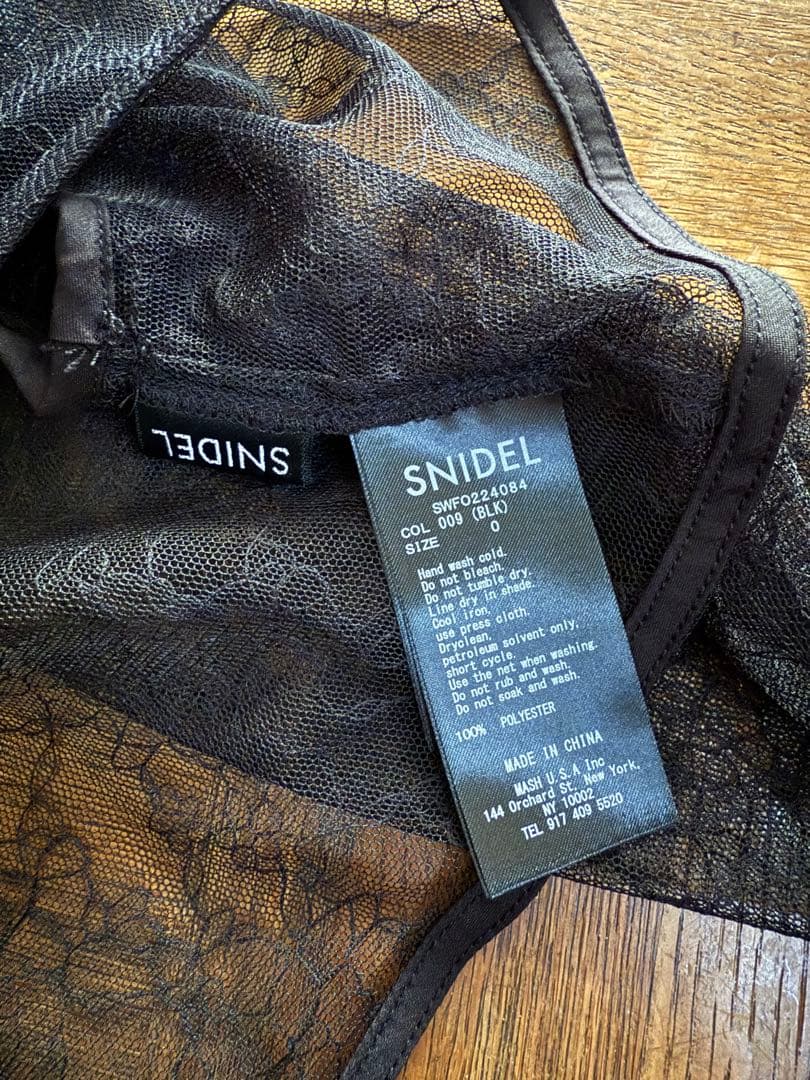 SNIDEL
SNIDEL
SWFO224084
COL 009 (BLK)
SIZE 0
Hand wash cold.
Do not bleach.
Do not tumble dry.
Line dry in shade.
Cool iron.
use press cloth.
Dryclean.
petroleum solvent only,
short cycle.
Use the net when washing.
Do not rub and wash.
Do not soak and wash.
100% POLYESTER
MADE IN CHINA
MASH U.S.A. Inc
144 Orchard St. New York,
NY 10002
TEL 917 409 5520